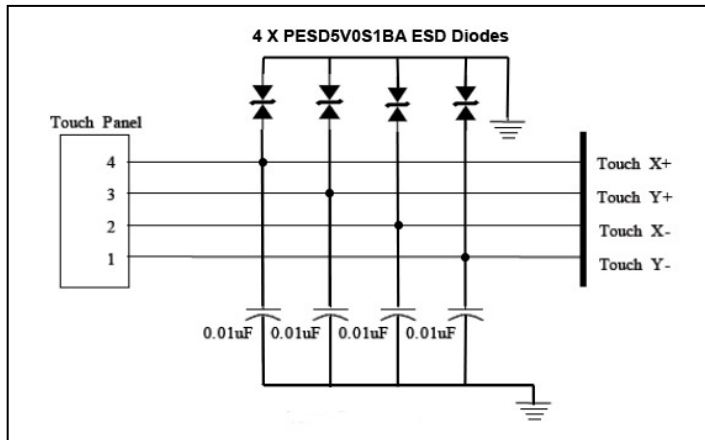 4 X PESD5V0S1BA ESD Diodes
Touch Panel
4
Touch X+
3
Touch Y+
2
Touch X-
1
Touch Y-
0.01uF 0.01uF 0.01uF 0.01uF